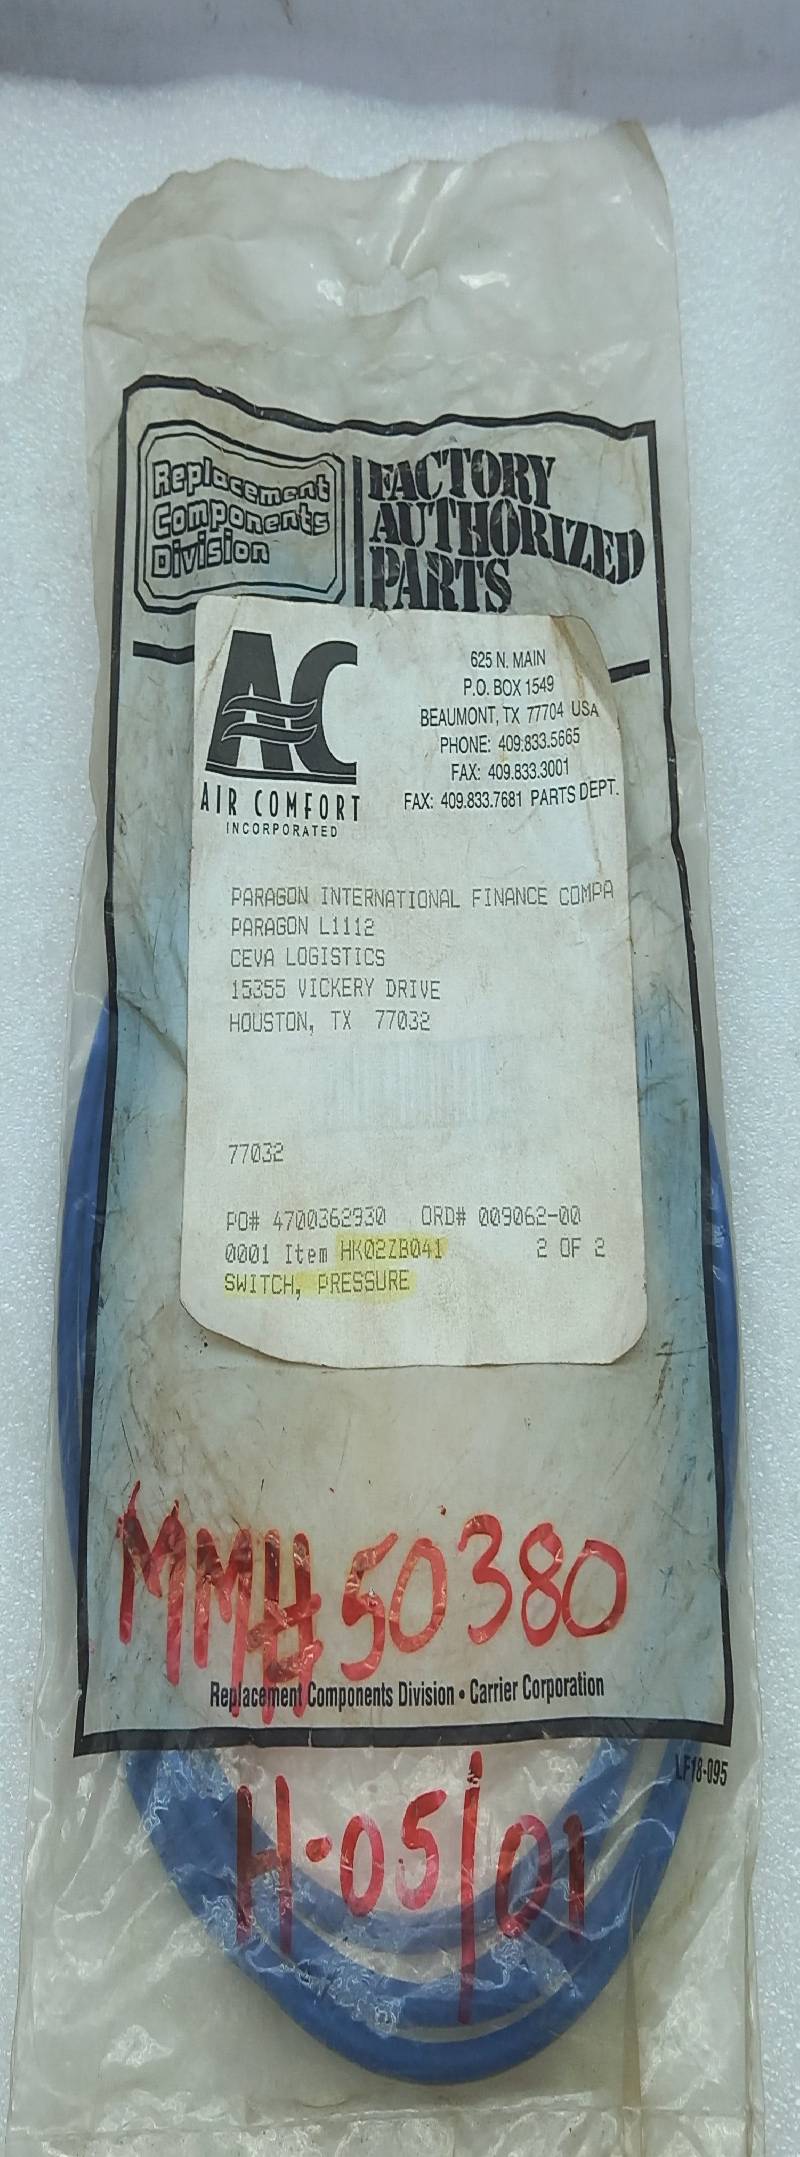 Replacement
Components
Division
FACTORY
AUTHORIZED
PARTS
AC
AIR COMFORT
INCORPORATED
625 N. MAIN
P.O. BOX 1549
BEAUMONT, TX 77704 USA
PHONE: 409.833.5665
FAX: 409.833.3001
FAX: 409.833.7681 PARTS DEPT.
PARAGON INTERNATIONAL FINANCE COMPA
PARAGON L1112
CEVA LOGISTICS
15355 VICKERY DRIVE
HOUSTON, TX 77032
77032
PO# 4700362930 ORD# 009062-00
0001 Item HK02ZB041 2 OF 2
SWITCH, PRESSURE
MM# 50380
Replacement Components Division • Carrier Corporation
LF18-095
H-05/01